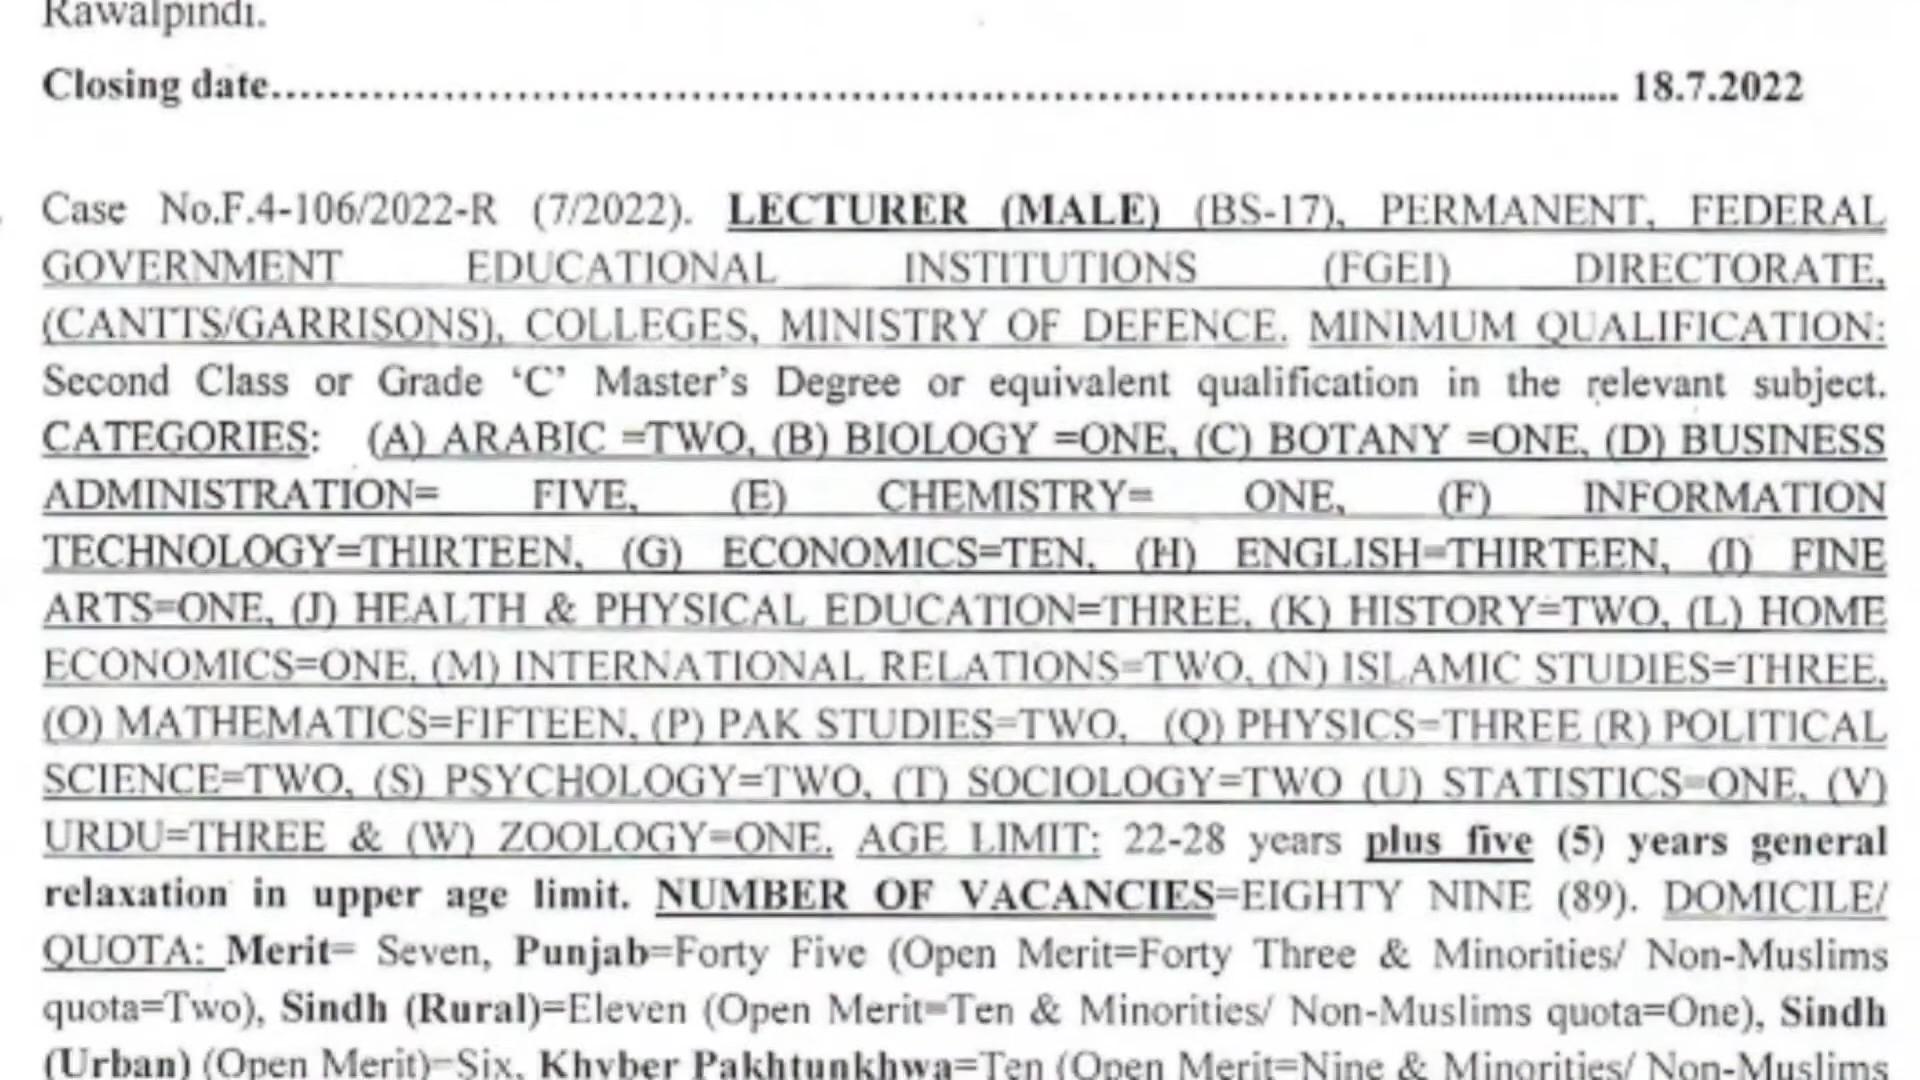 Rawalpindi.
Closing date........................................................................................................ 18.7.2022
Case No.F.4-106/2022-R (7/2022). LECTURER (MALE) (BS-17), PERMANENT, FEDERAL
GOVERNMENT EDUCATIONAL INSTITUTIONS (FGEI) DIRECTORATE,
(CANTTS/GARRISONS), COLLEGES, MINISTRY OF DEFENCE. MINIMUM QUALIFICATION:
Second Class or Grade ‘C’ Master’s Degree or equivalent qualification in the relevant subject.
CATEGORIES: (A) ARABIC =TWO, (B) BIOLOGY =ONE, (C) BOTANY =ONE, (D) BUSINESS
ADMINISTRATION= FIVE, (E) CHEMISTRY= ONE, (F) INFORMATION
TECHNOLOGY=THIRTEEN, (G) ECONOMICS=TEN, (H) ENGLISH=THIRTEEN, (I) FINE
ARTS=ONE, (J) HEALTH & PHYSICAL EDUCATION=THREE, (K) HISTORY=TWO, (L) HOME
ECONOMICS=ONE, (M) INTERNATIONAL RELATIONS=TWO, (N) ISLAMIC STUDIES=THREE,
(O) MATHEMATICS=FIFTEEN, (P) PAK STUDIES=TWO, (Q) PHYSICS=THREE (R) POLITICAL
SCIENCE=TWO, (S) PSYCHOLOGY=TWO, (T) SOCIOLOGY=TWO (U) STATISTICS=ONE, (V)
URDU=THREE & (W) ZOOLOGY=ONE. AGE LIMIT: 22-28 years plus five (5) years general
relaxation in upper age limit. NUMBER OF VACANCIES=EIGHTY NINE (89). DOMICILE/
QUOTA: Merit= Seven, Punjab=Forty Five (Open Merit=Forty Three & Minorities/ Non-Muslims
quota=Two), Sindh (Rural)=Eleven (Open Merit=Ten & Minorities/ Non-Muslims quota=One), Sindh
(Urban) (Open Merit)=Six, Khyber Pakhtunkhwa=Ten (Open Merit=Nine & Minorities/ Non-Muslims